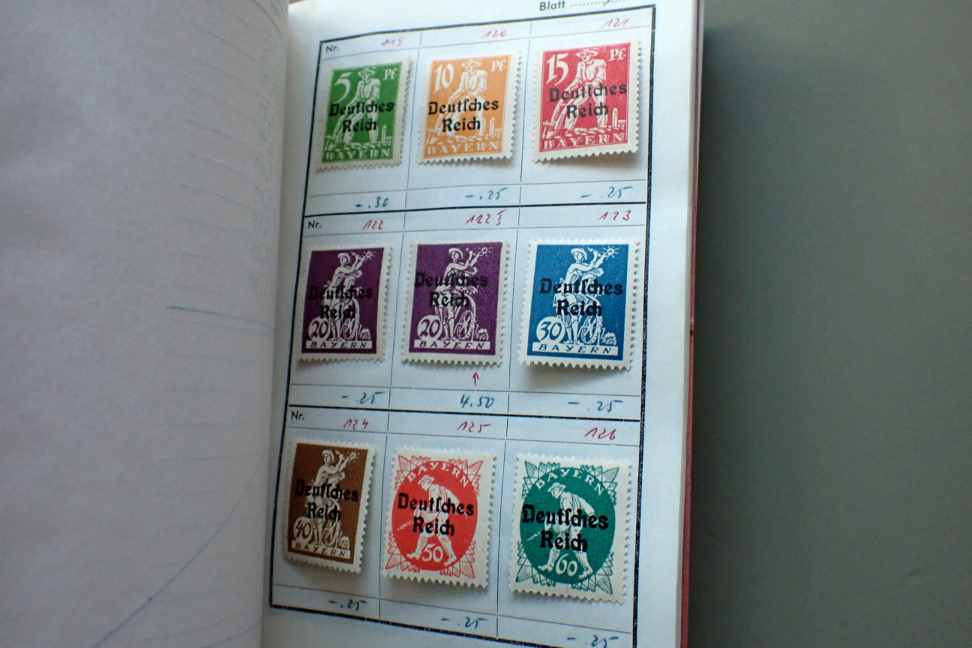 Blatt
Nr. 119 120 121
5 Pf
Deutsches
Reich
BAYERN
10 Pf
Deutsches
Reich
BAYERN
15 Pf
Deutsches
Reich
BAYERN
-.30 -.25 -.25
Nr. 122 122 I 123
Deutsches
Reich
20
BAYERN
Deutsches
Reich
20
BAYERN
Deutsches
Reich
30
BAYERN
-.25 4.50 -.25
Nr. 124 125 126
Deutsches
Reich
40
BAYERN
BAYERN
Deutsches
Reich
50
BAYERN
Deutsches
Reich
60
-.25 -.25 -.25